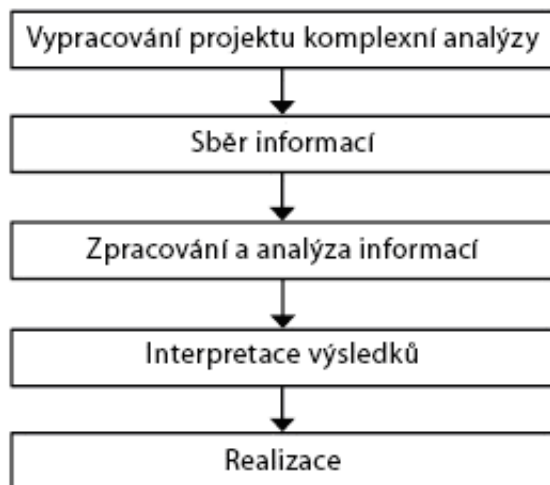 Vypracování projektu komplexní analýzy
Sběr informací
Zpracování a analýza informací
Interpretace výsledků
Realizace